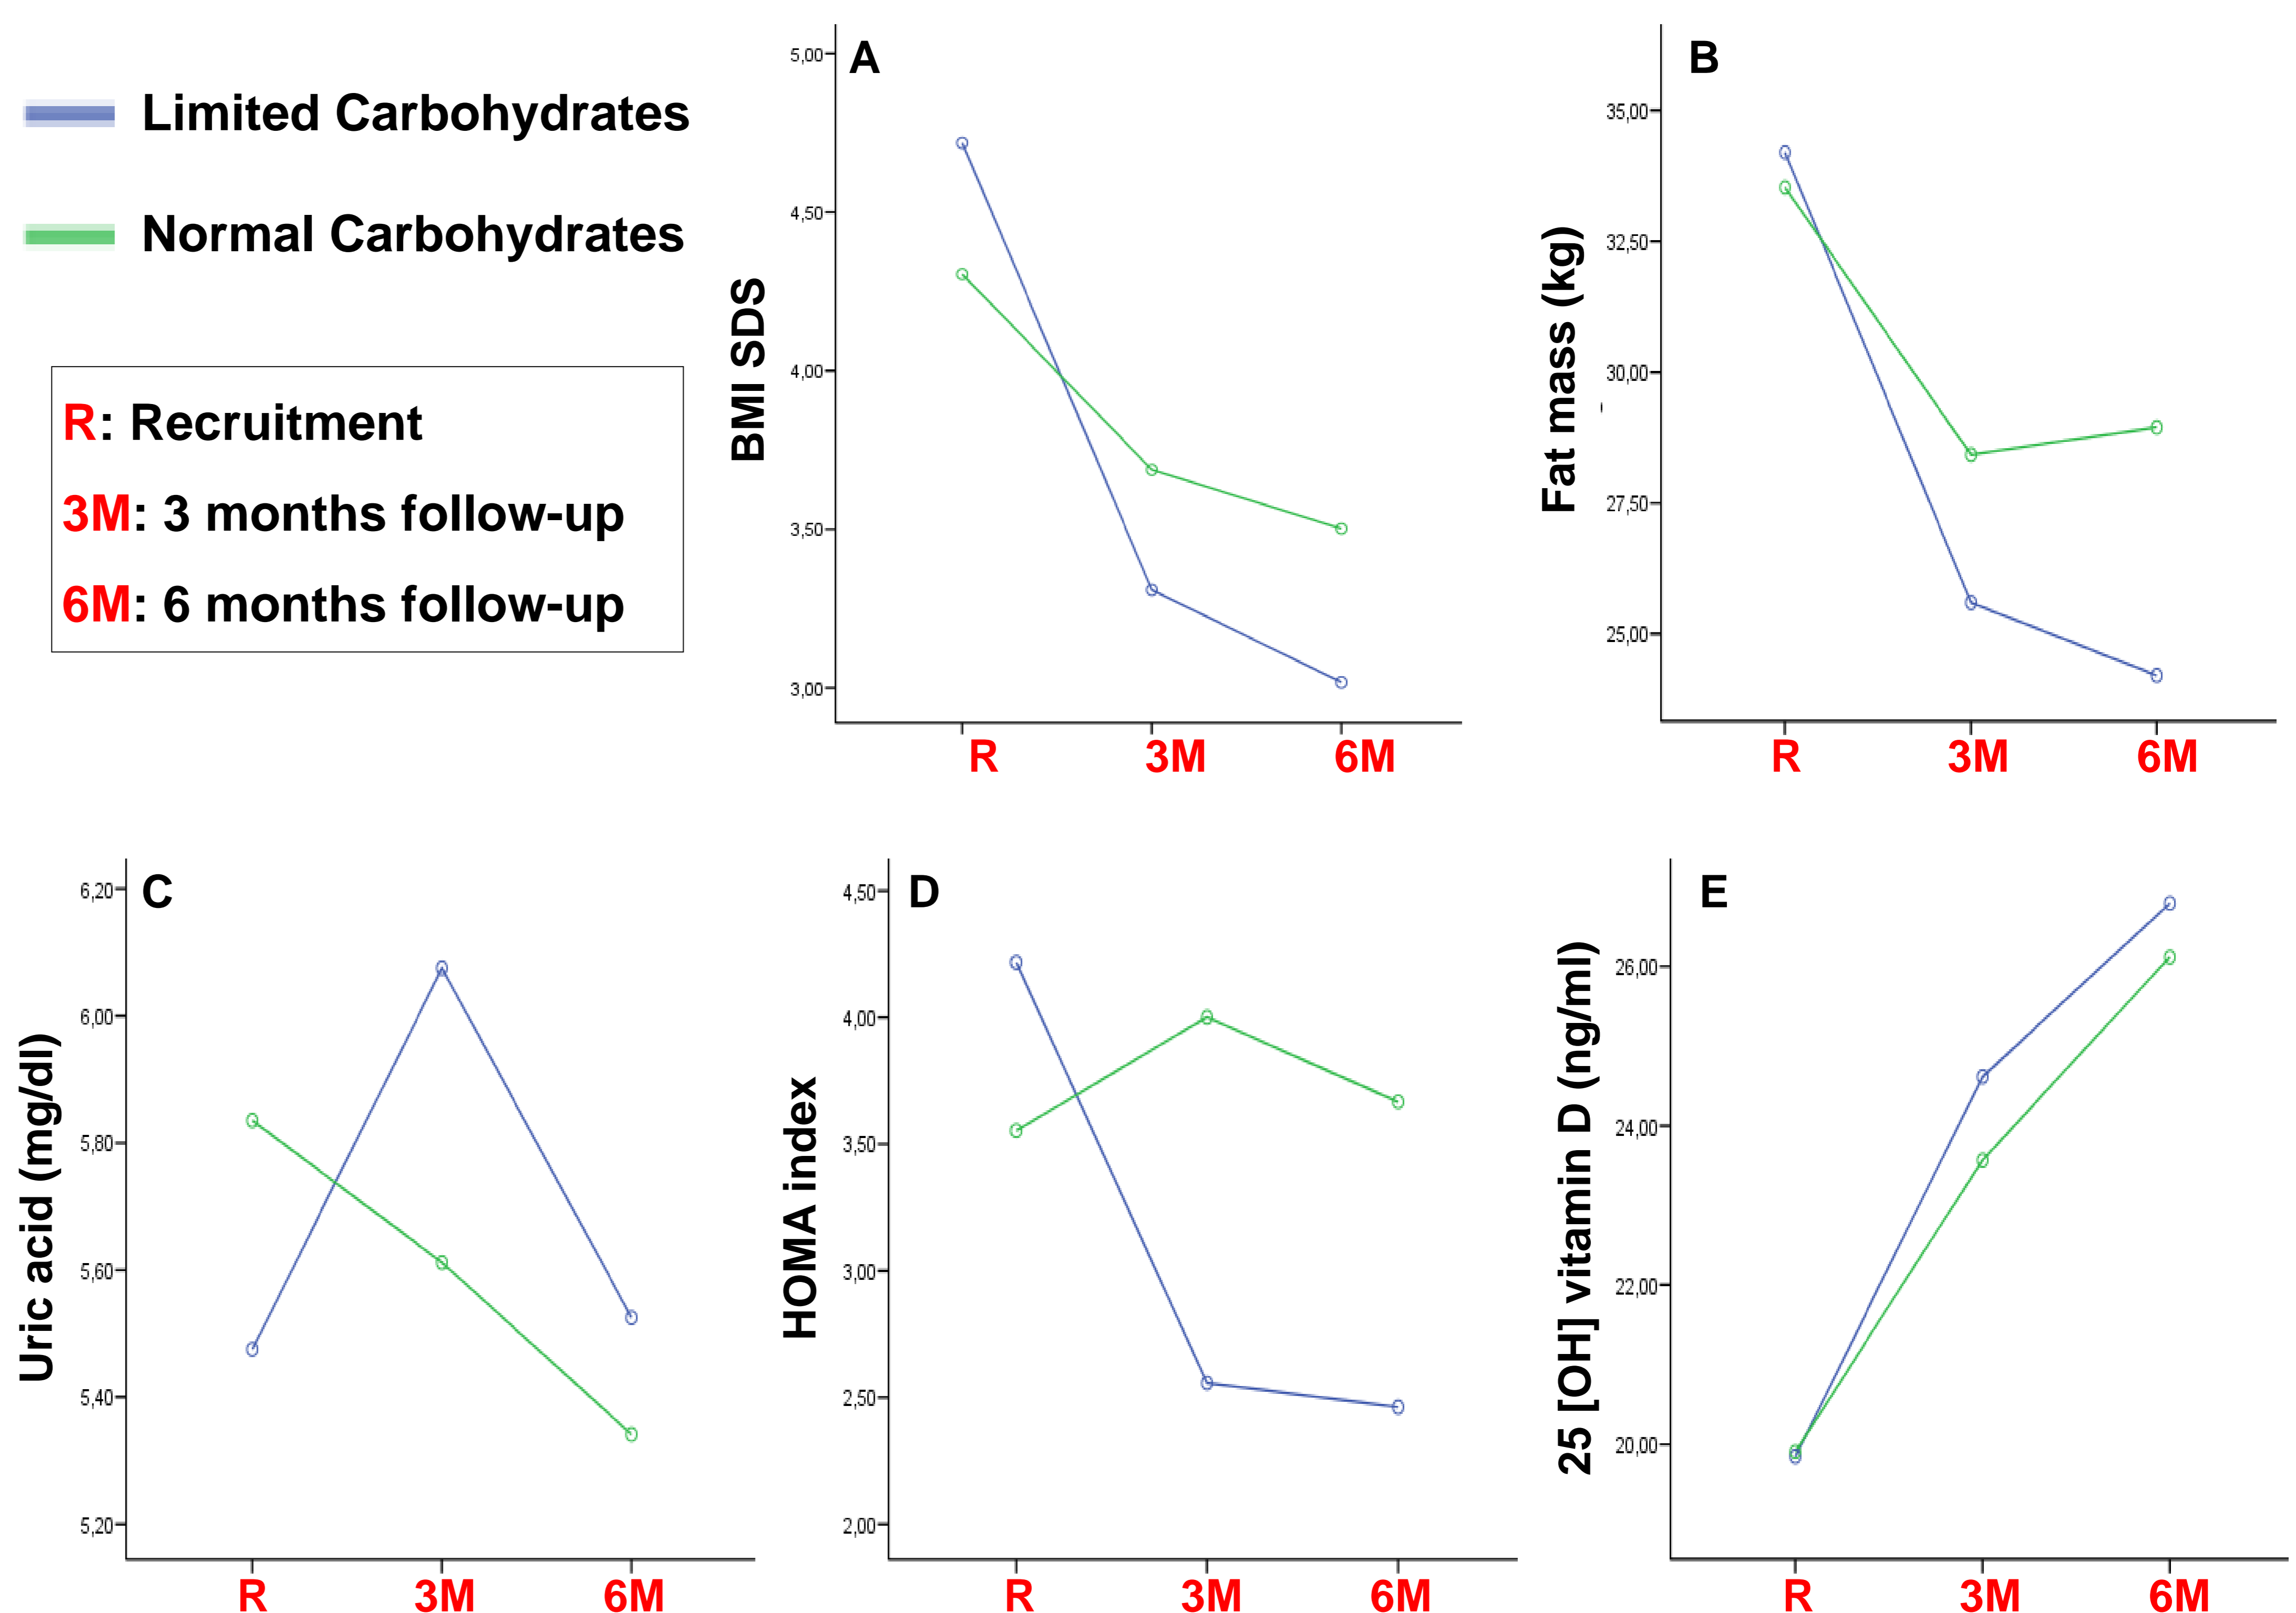 Limited Carbohydrates
Normal Carbohydrates
R: Recruitment
3M: 3 months follow-up
6M: 6 months follow-up
A
BMI SDS
5,00
4,50
4,00
3,50
3,00
R 3M 6M
B
Fat mass (kg)
35,00
32,50
30,00
27,50
25,00
R 3M 6M
C
Uric acid (mg/dl)
6,20
6,00
5,80
5,60
5,40
5,20
R 3M 6M
D
HOMA index
4,50
4,00
3,50
3,00
2,50
2,00
R 3M 6M
E
25 [OH] vitamin D (ng/ml)
26,00
24,00
22,00
20,00
R 3M 6M